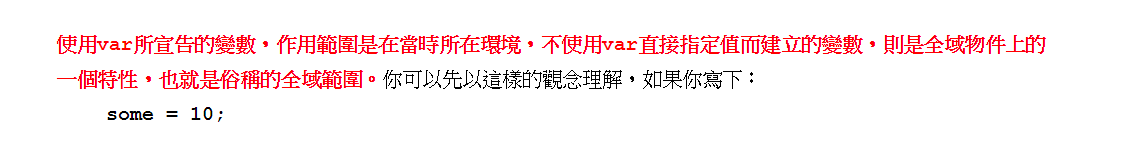 使用var所宣告的變數，作用範圍是在當時所在環境，不使用var直接指定值而建立的變數，則是全域物件上的
一個特性，也就是俗稱的全域範圍。你可以先以這樣的觀念理解，如果你寫下：
some = 10;